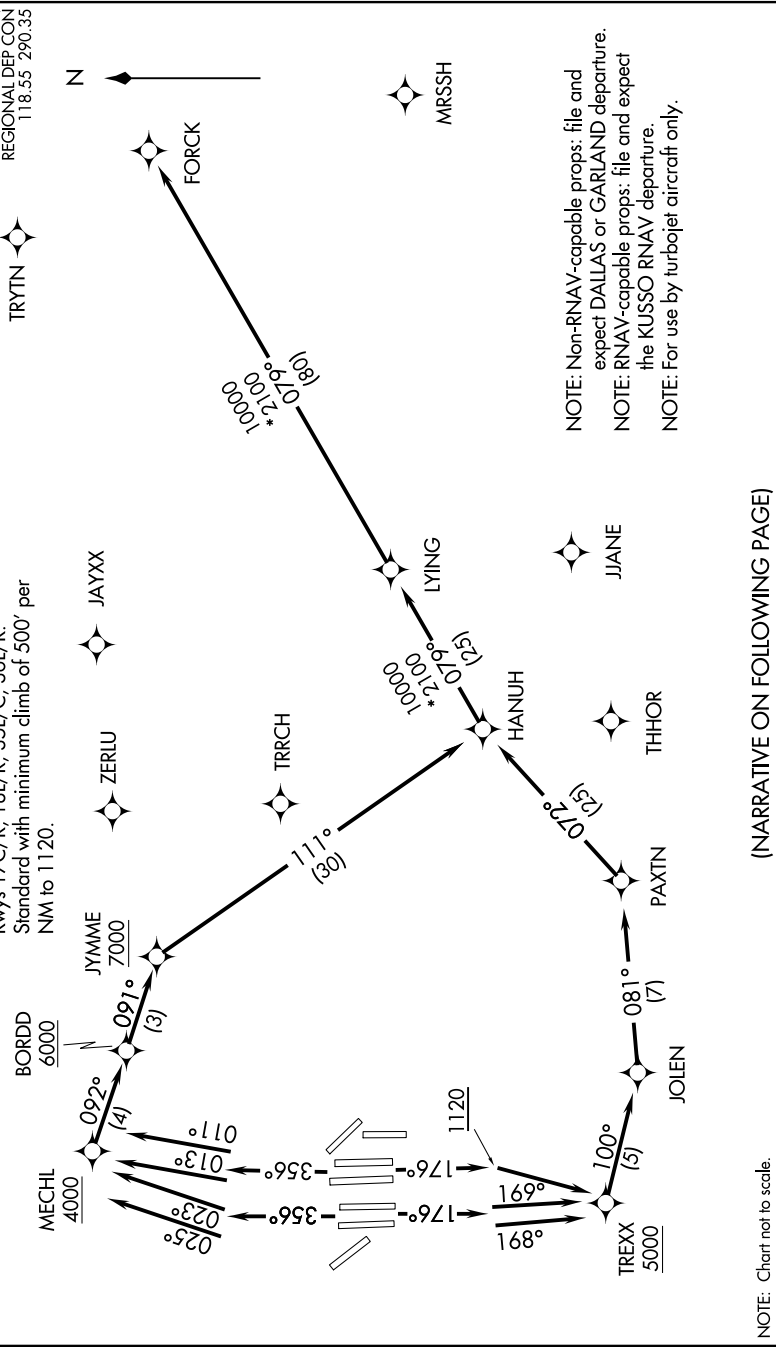 REGIONAL DEP CON
118.55 290.35
Standard with minimum climb of 500' per
NM to 1120.
N
TRYTN
FORCK
MRSSH
JAYXX
ZERLU
TRRCH
JYMME
7000
BORDD
6000
MECHL
4000
092°
(4)
091°
(3)
111°
(30)
10000
*2100
079°
(80)
LYING
10000
*2100
079°
(25)
HANUH
072°
(25)
PAXTN
081°
(7)
JOLEN
100°
(5)
TREXX
5000
1120
011°
013°
023°
025°
356°
356°
176°
176°
169°
168°
JJANE
THHOR
NOTE: Non-RNAV-capable props: file and
expect DALLAS or GARLAND departure.
NOTE: RNAV-capable props: file and expect
the KUSSO RNAV departure.
NOTE: For use by turbojet aircraft only.
(NARRATIVE ON FOLLOWING PAGE)
NOTE: Chart not to scale.